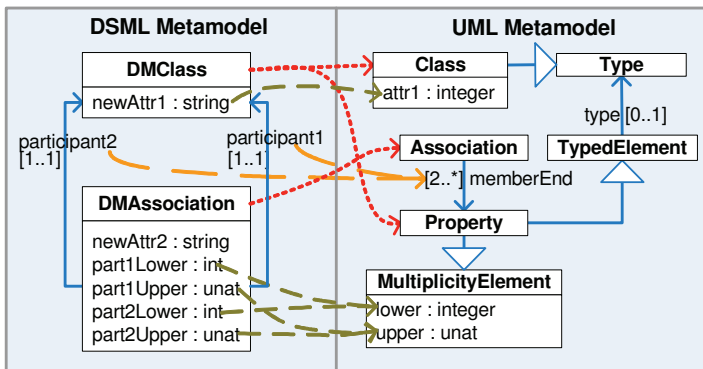 DSML Metamodel
DMClass
newAttr1 : string
participant2
[1..1]
participant1
[1..1]
DMAssociation
newAttr2 : string
part1Lower : int
part1Upper : unat
part2Lower : int
part2Upper : unat
UML Metamodel
Class
attr1 : integer
Type
type [0..1]
Association
TypedElement
[2..*] memberEnd
Property
MultiplicityElement
lower : integer
upper : unat